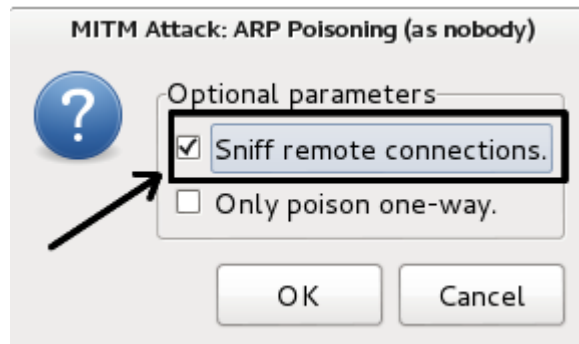 MITM Attack: ARP Poisoning (as nobody)
?
Optional parameters
Sniff remote connections.
Only poison one-way.
OK
Cancel